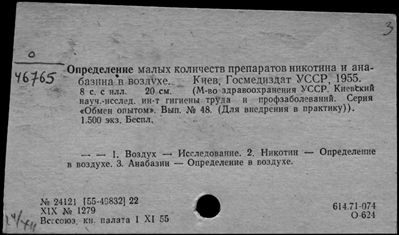 3
0
46765
Определение малых количеств препаратов никотина и ана-
базина в воздухе. Киев, Госмедиздат УССР, 1955.
8 с. с илл. 20 см. (М-во здравоохранения УССР. Киевский
науч.-исслед. ин-т гигиены труда и профзаболеваний. Серия
«Обмен опытом». Вып. № 48. (Для внедрения в практику)).
1.500 экз. Беспл.
— — 1. Воздух — Исследование. 2. Никотин — Определение
в воздухе. 3. Анабазин — Определение в воздухе.
№ 24121 [55-49832] 22
XIX № 1279
Всесоюз. кн. палата 1 XI 55
614.71-074
О-624